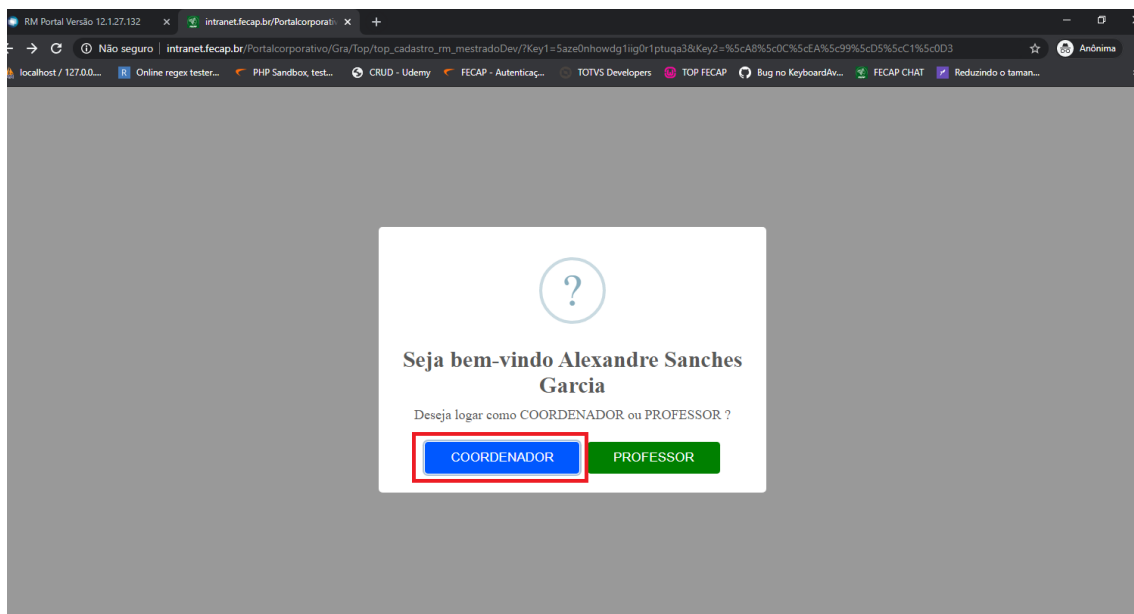 RM Portal Versão 12.1.27.132
intranet.fecap.br/Portalcorporativ
Não seguro | intranet.fecap.br/Portalcorporativo/Gra/Top/top_cadastro_rm_mestradoDev/?Key1=5aze0nhowdg1iig0r1ptuqa3&Key2=%5cA8%5c0C%5cEA%5c99%5cD5%5cC1%5c0D3
Anônima
localhost / 127.0.0... R Online regex tester... PHP Sandbox, test... CRUD - Udemy FECAP - Autenticaç... TOTVS Developers TOP FECAP Bug no KeyboardAv... FECAP CHAT Reduzindo o taman...
?
Seja bem-vindo Alexandre Sanches
Garcia
Deseja logar como COORDENADOR ou PROFESSOR ?
COORDENADOR PROFESSOR